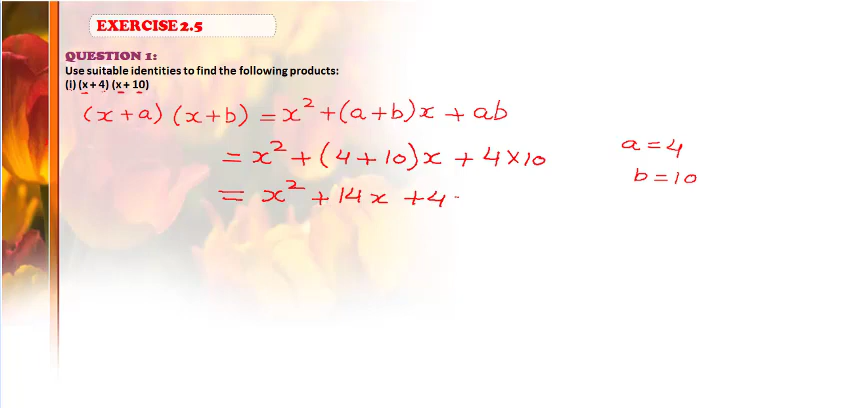 EXERCISE 2.5
QUESTION 1:
Use suitable identities to find the following products:
(i) (x + 4) (x + 10)
(x + a) (x + b) = x² + (a + b)x + ab
= x² + (4 + 10)x + 4 × 10
a = 4
b = 10
= x² + 14x + 4